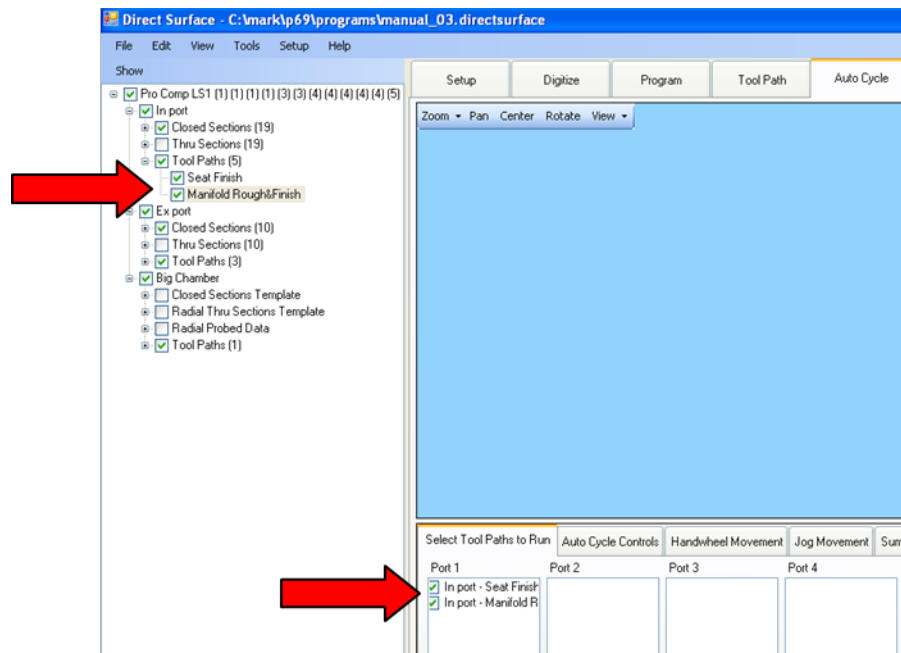 Direct Surface - C:\mark\p69\programs\manual_03.directsurface
File Edit View Tools Setup Help
Show
Pro Comp LS1 (1) (1) (1) (1) (3) (3) (4) (4) (4) (4) (4) (5)
In port
Closed Sections (19)
Thru Sections (19)
Tool Paths (5)
Seat Finish
Manifold Rough&Finish
Ex port
Closed Sections (10)
Thru Sections (10)
Tool Paths (3)
Big Chamber
Closed Sections Template
Radial Thru Sections Template
Radial Probed Data
Tool Paths (1)
Setup Digitize Program Tool Path Auto Cycle
Zoom Pan Center Rotate View
Select Tool Paths to Run Auto Cycle Controls Handwheel Movement Jog Movement Sum
Port 1 Port 2 Port 3 Port 4
In port - Seat Finish
In port - Manifold R